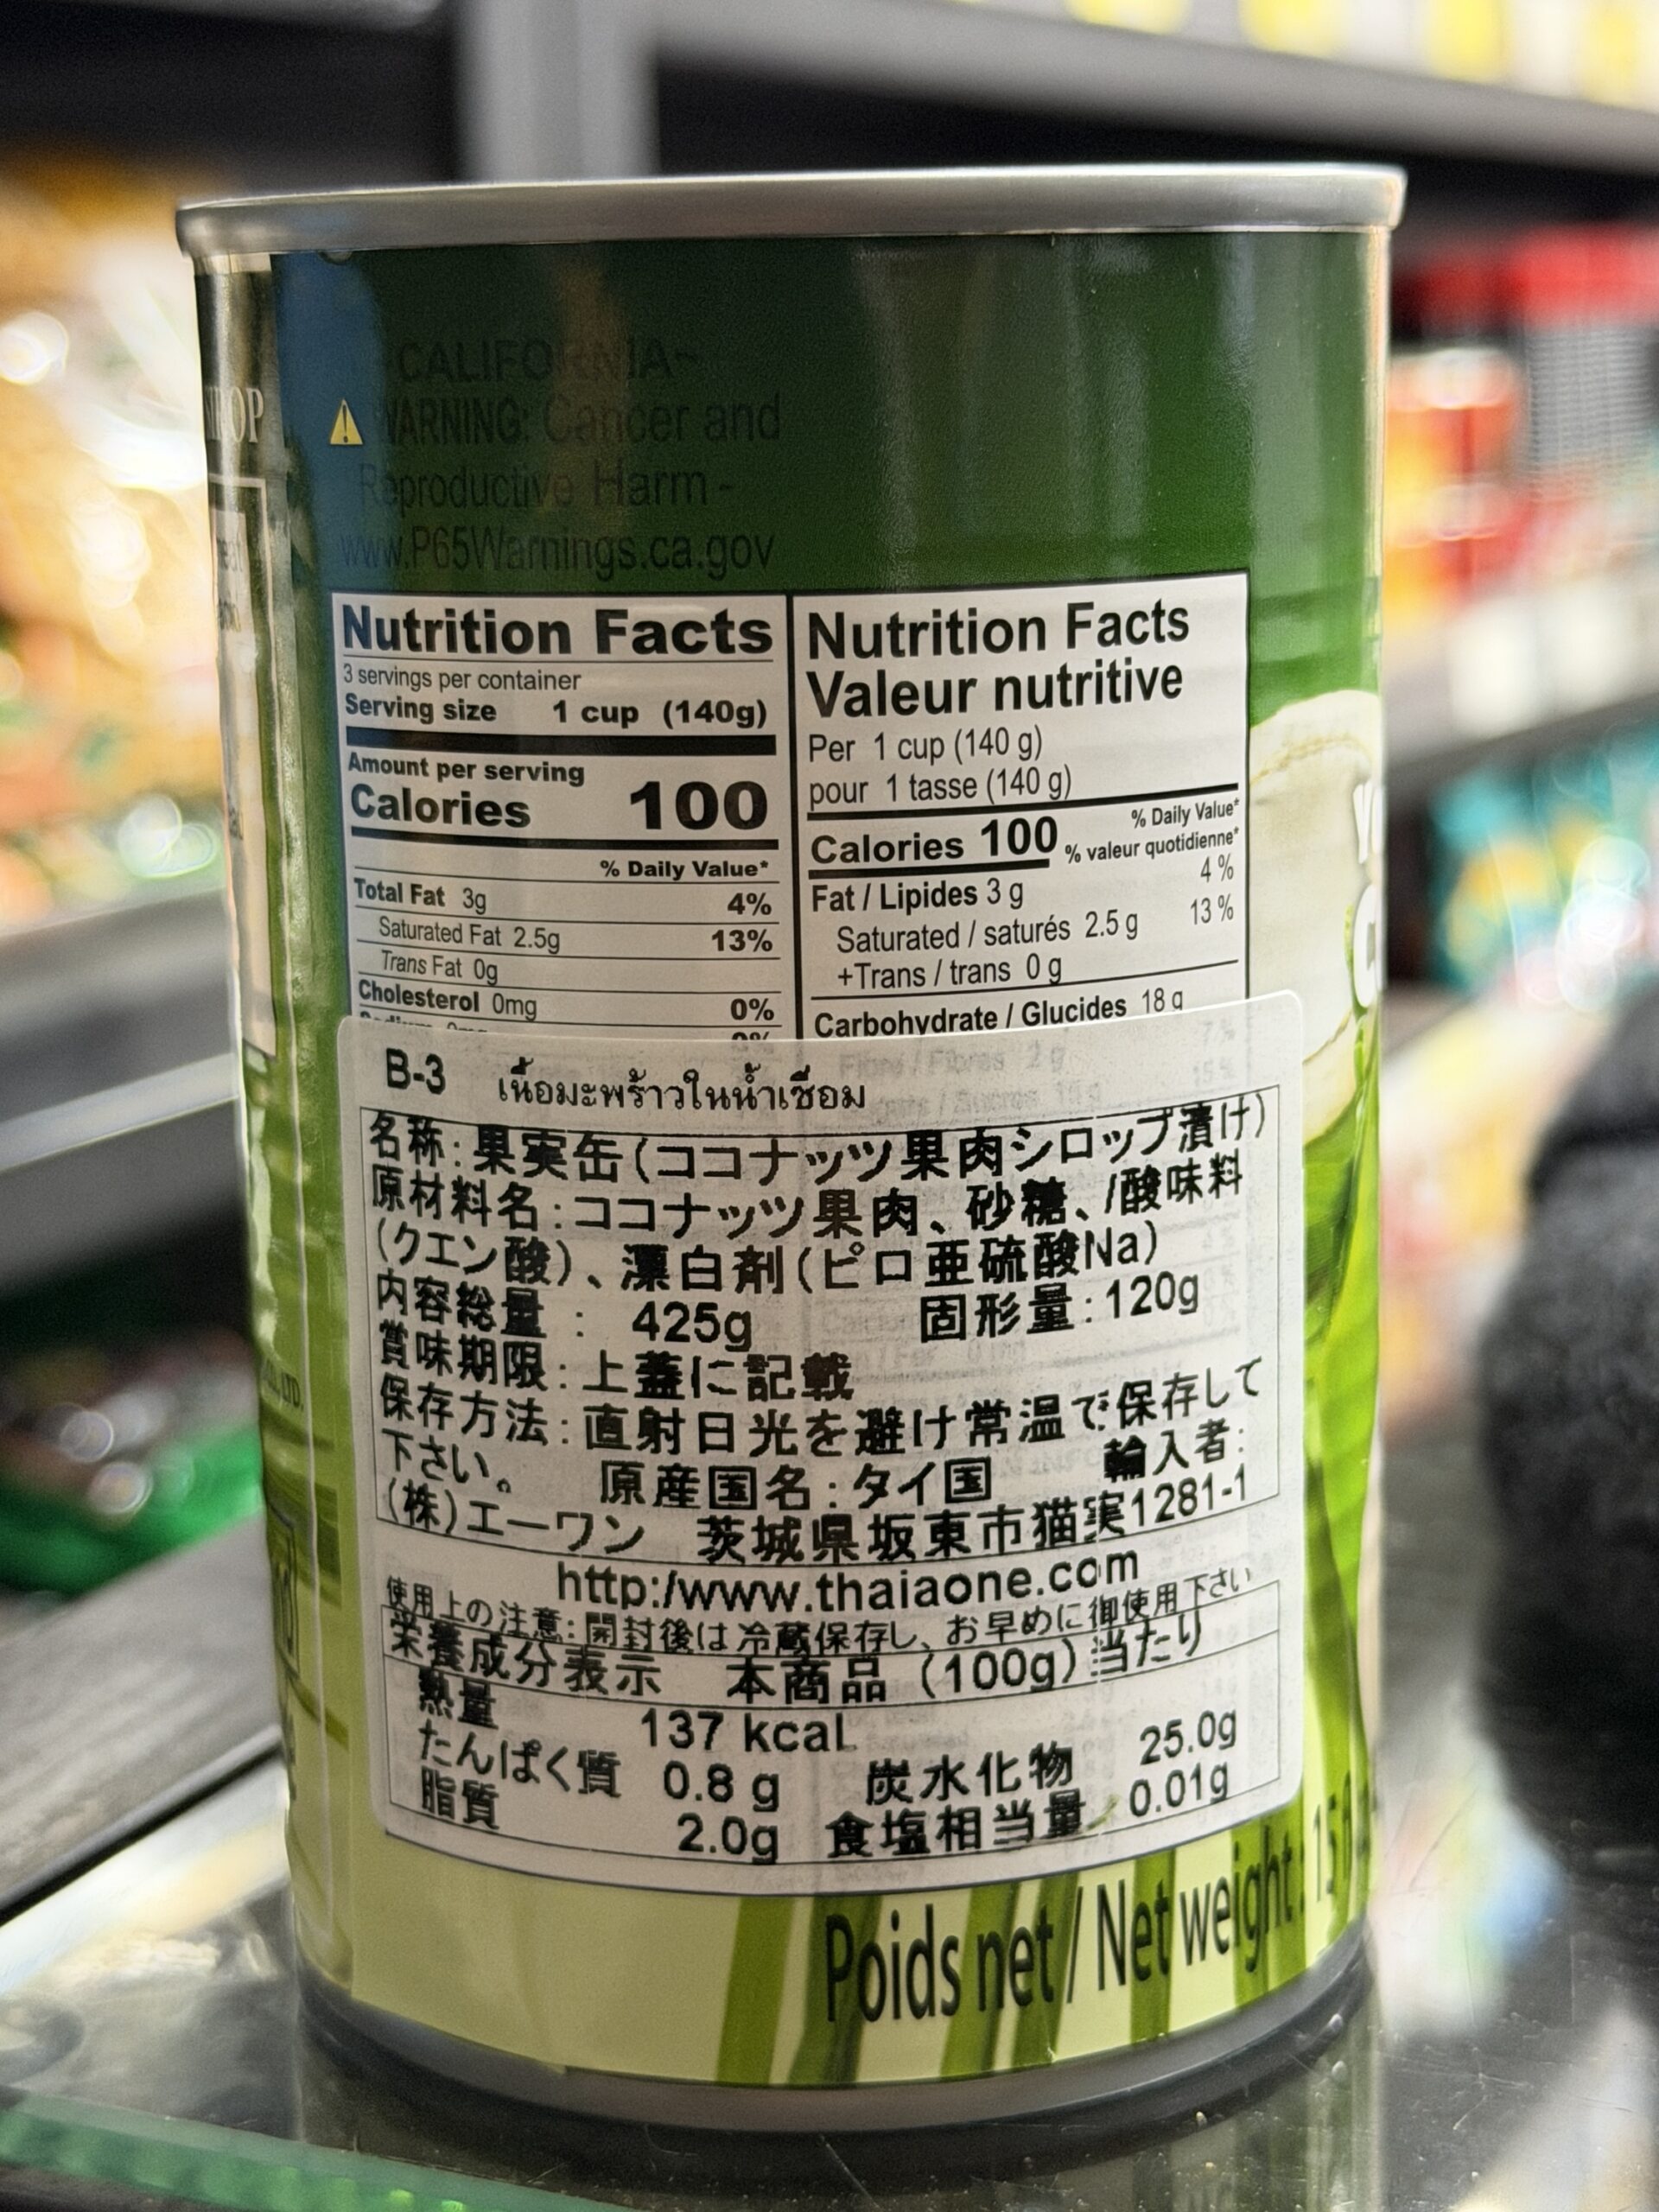 CALIFORNIA~
WARNING: Cancer and
Reproductive Harm -
www.P65Warnings.ca.gov
Nutrition Facts
3 servings per container
Serving size 1 cup (140g)
Amount per serving
Calories 100
% Daily Value*
Total Fat 3g 4%
Saturated Fat 2.5g 13%
Trans Fat 0g
Cholesterol 0mg 0%
Sodium 0mg 0%
Nutrition Facts
Valeur nutritive
Per 1 cup (140 g)
pour 1 tasse (140 g)
% Daily Value*
Calories 100 % valeur quotidienne*
Fat / Lipides 3 g 4 %
Saturated / saturés 2.5 g 13 %
+Trans / trans 0 g
Carbohydrate / Glucides 18 g
Fibre / Fibres 2 g 7 %
B-3 เนื้อมะพร้าวในน้ำเชื่อม
名称:果実缶(ココナッツ果肉シロップ漬け)
原材料名:ココナッツ果肉、砂糖、/酸味料
(クエン酸)、漂白剤(ピロ亜硫酸Na)
内容総量: 425g 固形量:120g
賞味期限:上蓋に記載
保存方法:直射日光を避け常温で保存して
下さい。 原産国名:タイ国 輸入者:
(株)エーワン 茨城県坂東市猫実1281-1
http:/www.thaiaone.com
使用上の注意:開封後は冷蔵保存し、お早めに御使用下さい
栄養成分表示 本商品(100g)当たり
熱量 137 kcal
たんぱく質 0.8 g 炭水化物 25.0g
脂質 2.0g 食塩相当量 0.01g
Poids net / Net weight: